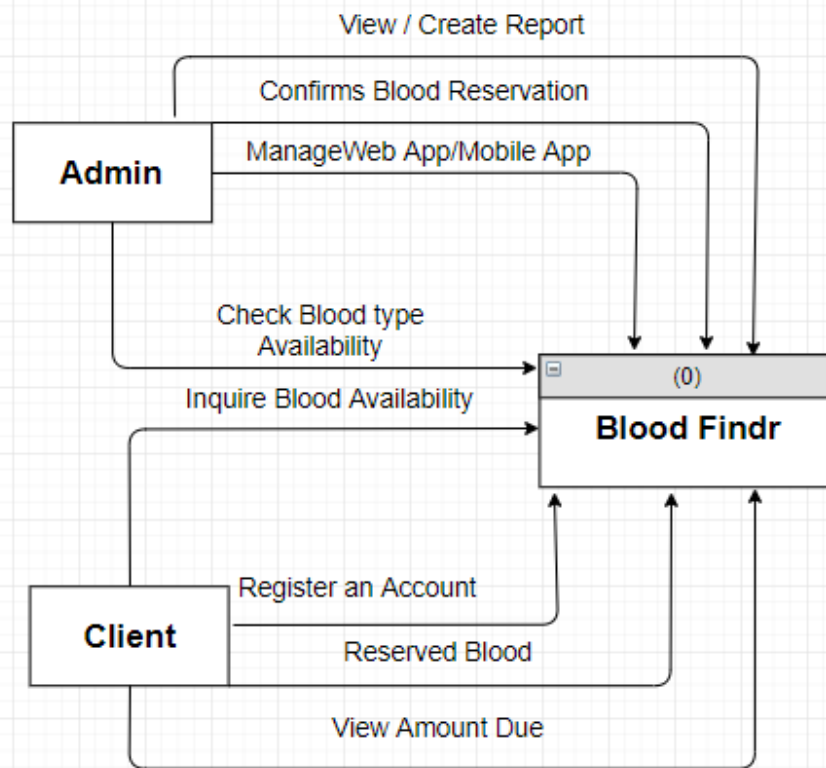 View / Create Report
Confirms Blood Reservation
ManageWeb App/Mobile App
Admin
Check Blood type
Availability
(0)
Inquire Blood Availability
Blood Findr
Register an Account
Client
Reserved Blood
View Amount Due